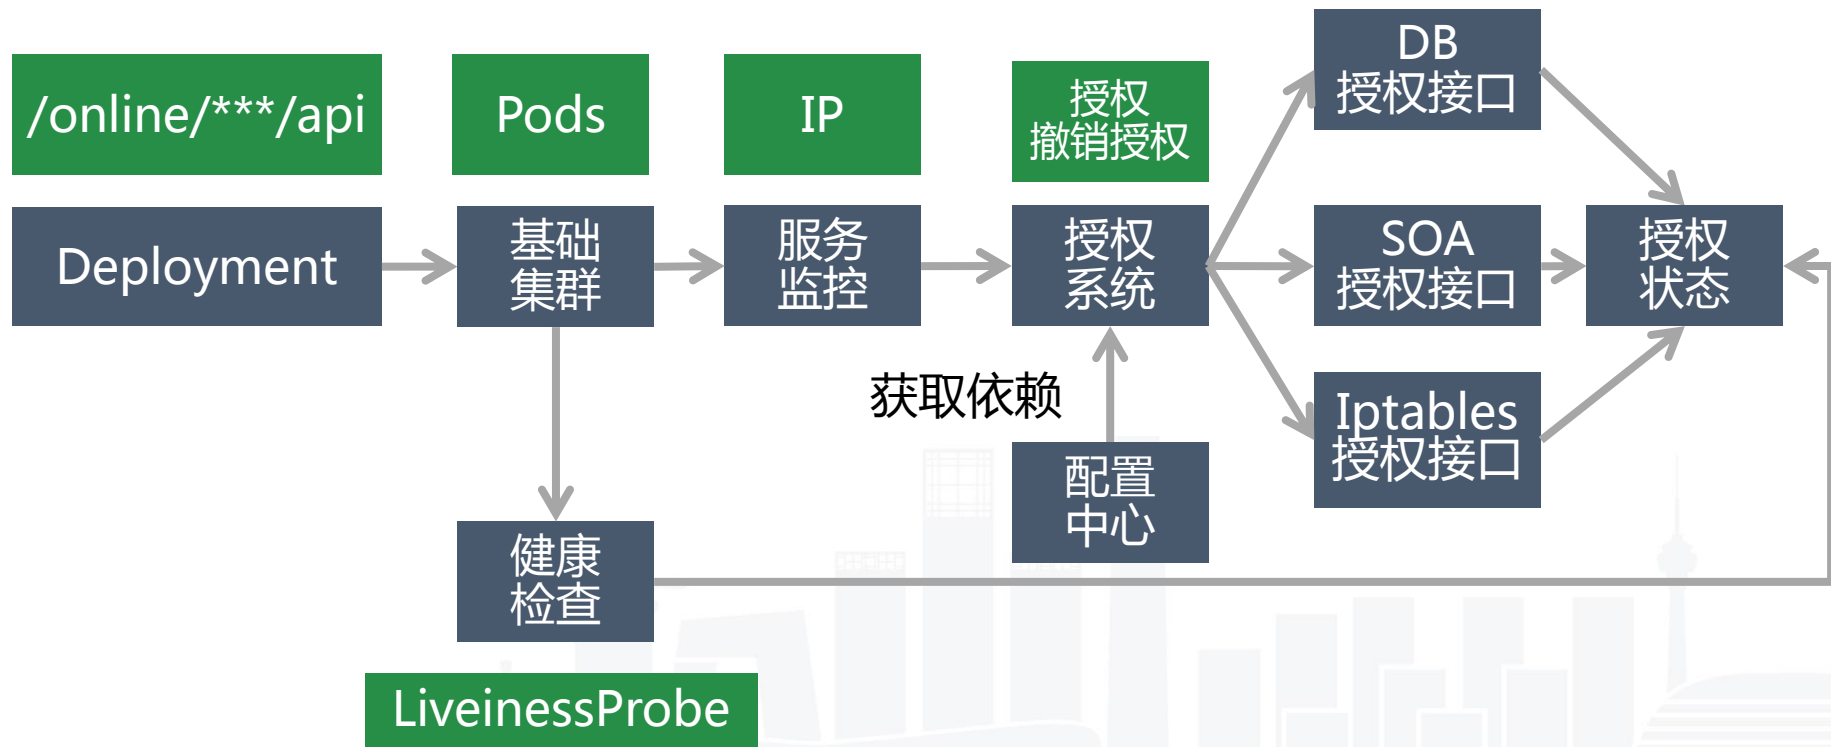 /online/***/api
Pods
IP
授权
撤销授权
DB
授权接口
Deployment
基础
集群
服务
监控
授权
系统
SOA
授权接口
授权
状态
获取依赖
Iptables
授权接口
配置
中心
健康
检查
LiveinessProbe